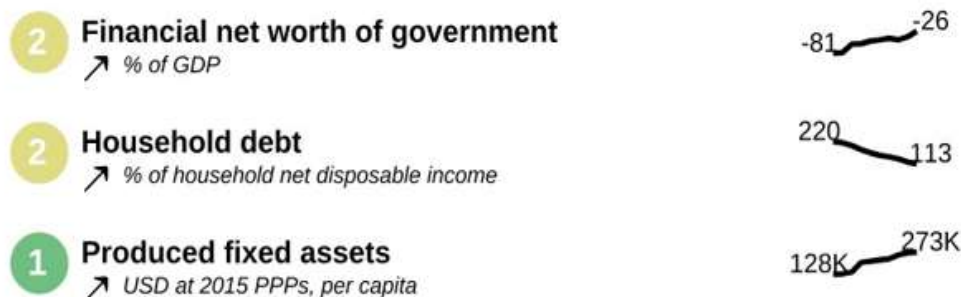 2 Financial net worth of government -81 -26
↗ % of GDP
2 Household debt 220 113
↗ % of household net disposable income
1 Produced fixed assets 128K 273K
↗ USD at 2015 PPPs, per capita